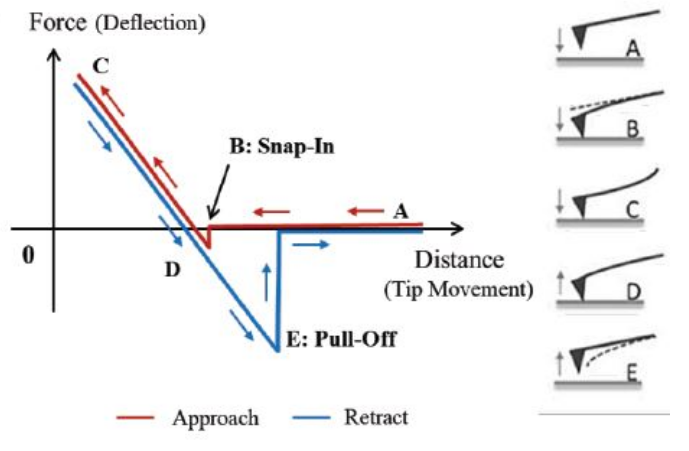 Force (Deflection)
C
B: Snap-In
A
0
D
Distance
(Tip Movement)
E: Pull-Off
Approach
Retract
A
B
C
D
E